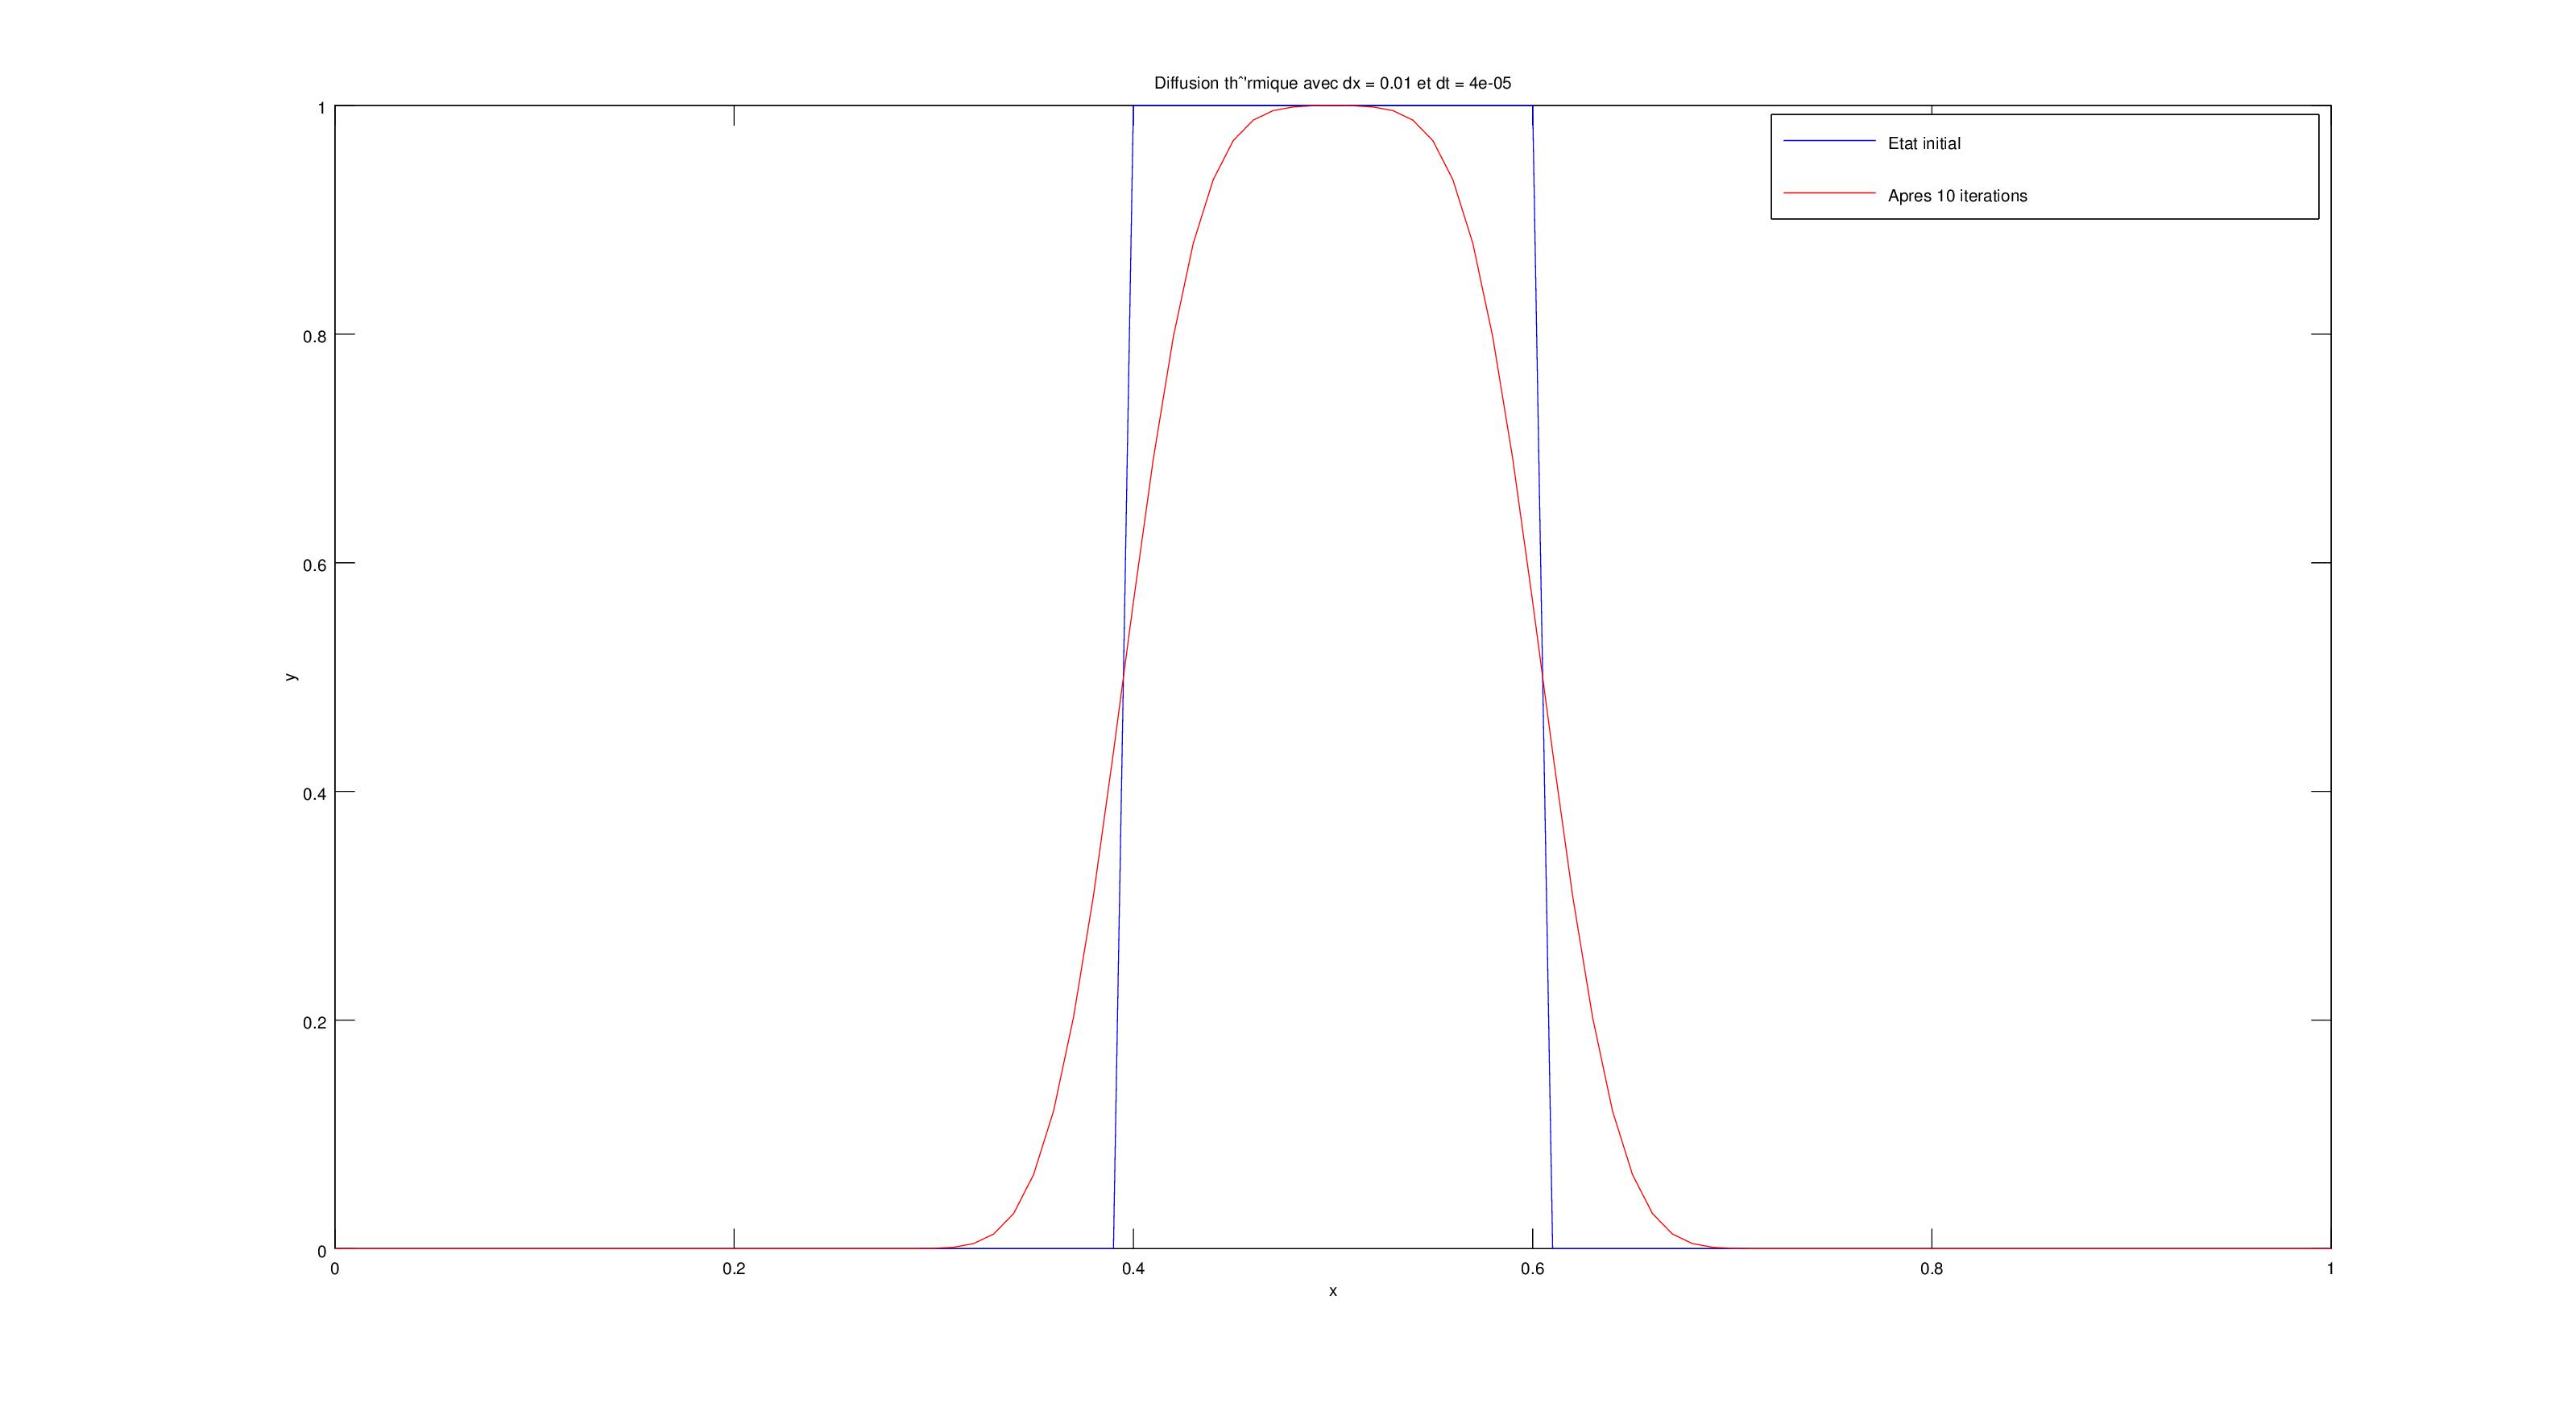 Diffusion thˆ'rmique avec dx = 0.01 et dt = 4e-05
1
Etat initial
Apres 10 iterations
0.8
0.6
y
0.4
0.2
0
0 0.2 0.4 0.6 0.8 1
x